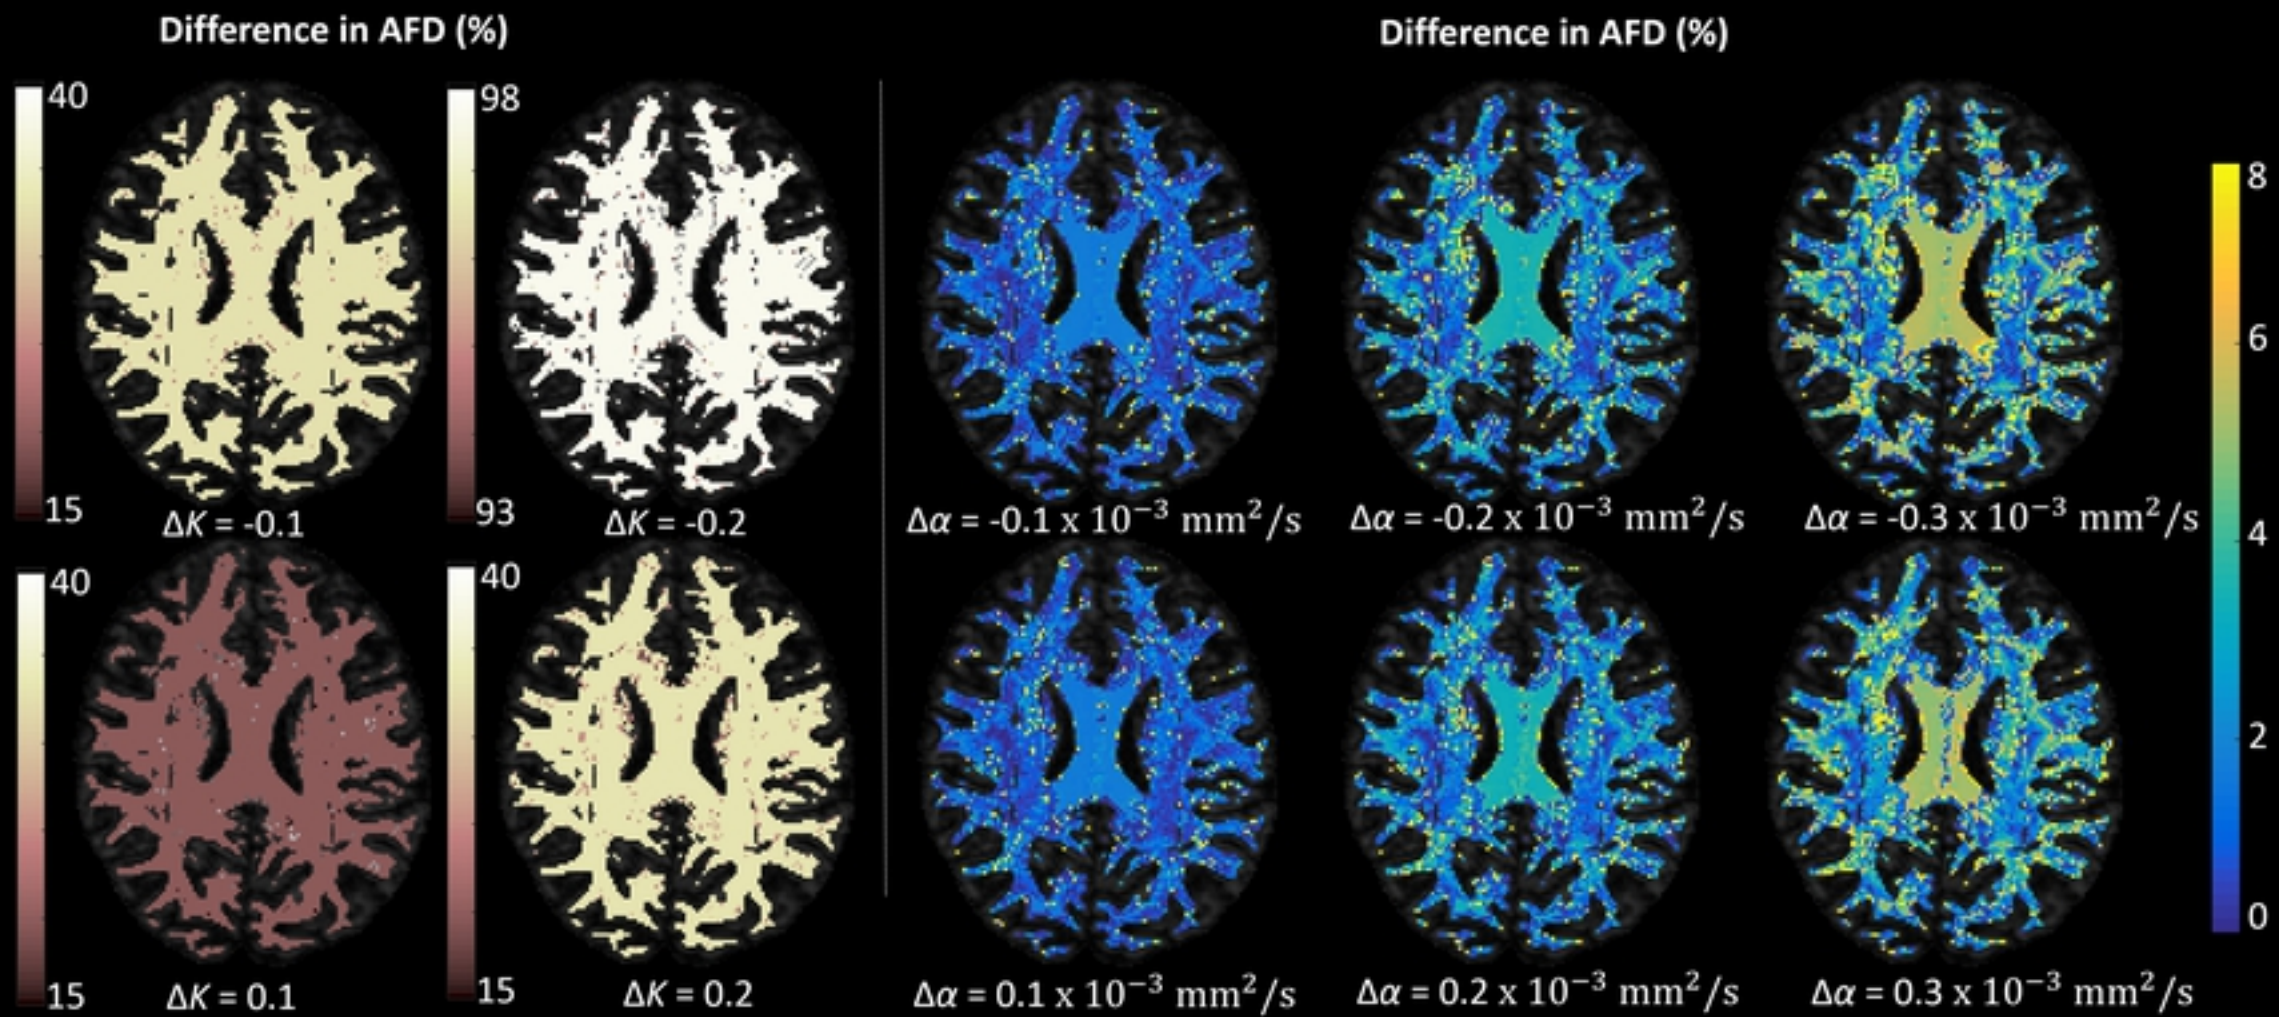 Difference in AFD (%)
Difference in AFD (%)
40
98
15
93
ΔK = -0.1
ΔK = -0.2
Δα = -0.1 x 10⁻³ mm²/s
Δα = -0.2 x 10⁻³ mm²/s
Δα = -0.3 x 10⁻³ mm²/s
8
6
4
2
0
40
40
15
15
ΔK = 0.1
ΔK = 0.2
Δα = 0.1 x 10⁻³ mm²/s
Δα = 0.2 x 10⁻³ mm²/s
Δα = 0.3 x 10⁻³ mm²/s